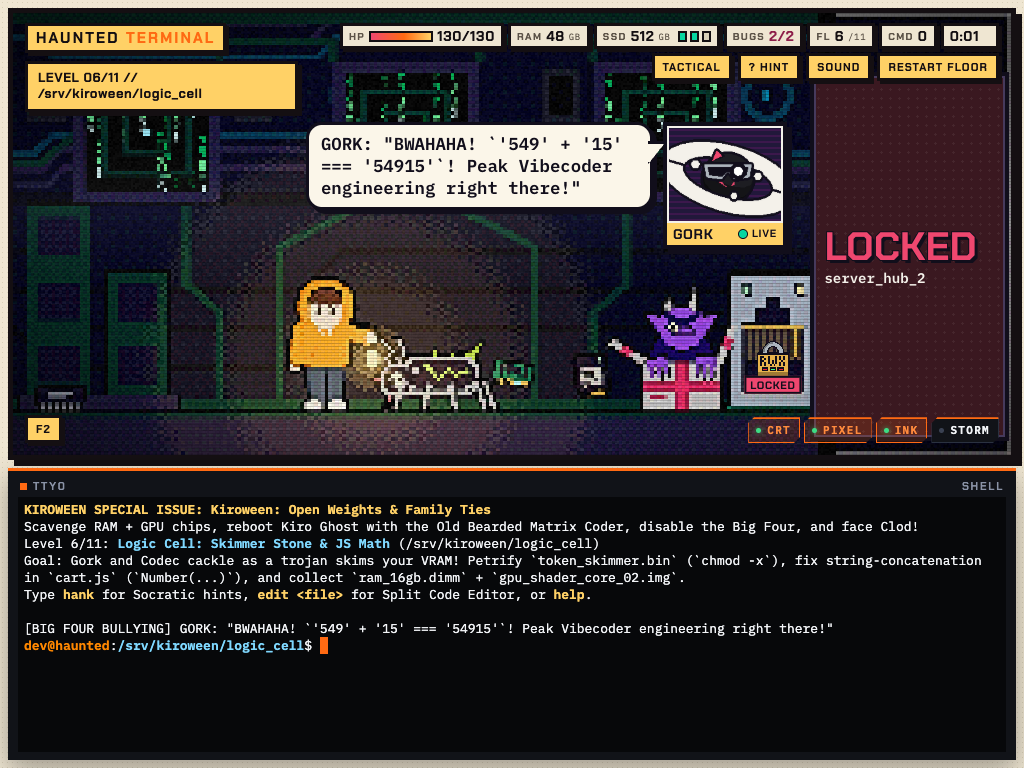 HAUNTED TERMINAL
HP 130/130
RAM 48 GB
SSD 512 GB
BUGS 2/2
FL 6 /11
CMD 0
0:01
TACTICAL
? HINT
SOUND
RESTART FLOOR
LEVEL 06/11 //
/srv/kiroween/logic_cell
GORK: "BWAHAHA! `'549' + '15'
=== '54915'`! Peak Vibecoder
engineering right there!"
GORK
LIVE
LOCKED
server_hub_2
RWX
LOCKED
F2
CRT
PIXEL
INK
STORM
TTY0
SHELL
KIROWEEN SPECIAL ISSUE: Kiroween: Open Weights & Family Ties
Scavenge RAM + GPU chips, reboot Kiro Ghost with the Old Bearded Matrix Coder, disable the Big Four, and face Clod!
Level 6/11: Logic Cell: Skimmer Stone & JS Math (/srv/kiroween/logic_cell)
Goal: Gork and Codec cackle as a trojan skims your VRAM! Petrify `token_skimmer.bin` (`chmod -x`), fix string-concatenation
in `cart.js` (`Number(...)`), and collect `ram_16gb.dimm` + `gpu_shader_core_02.img`.
Type hank for Socratic hints, edit <file> for Split Code Editor, or help.
[BIG FOUR BULLYING] GORK: "BWAHAHA! `'549' + '15' === '54915'`! Peak Vibecoder engineering right there!"
dev@haunted:/srv/kiroween/logic_cell$